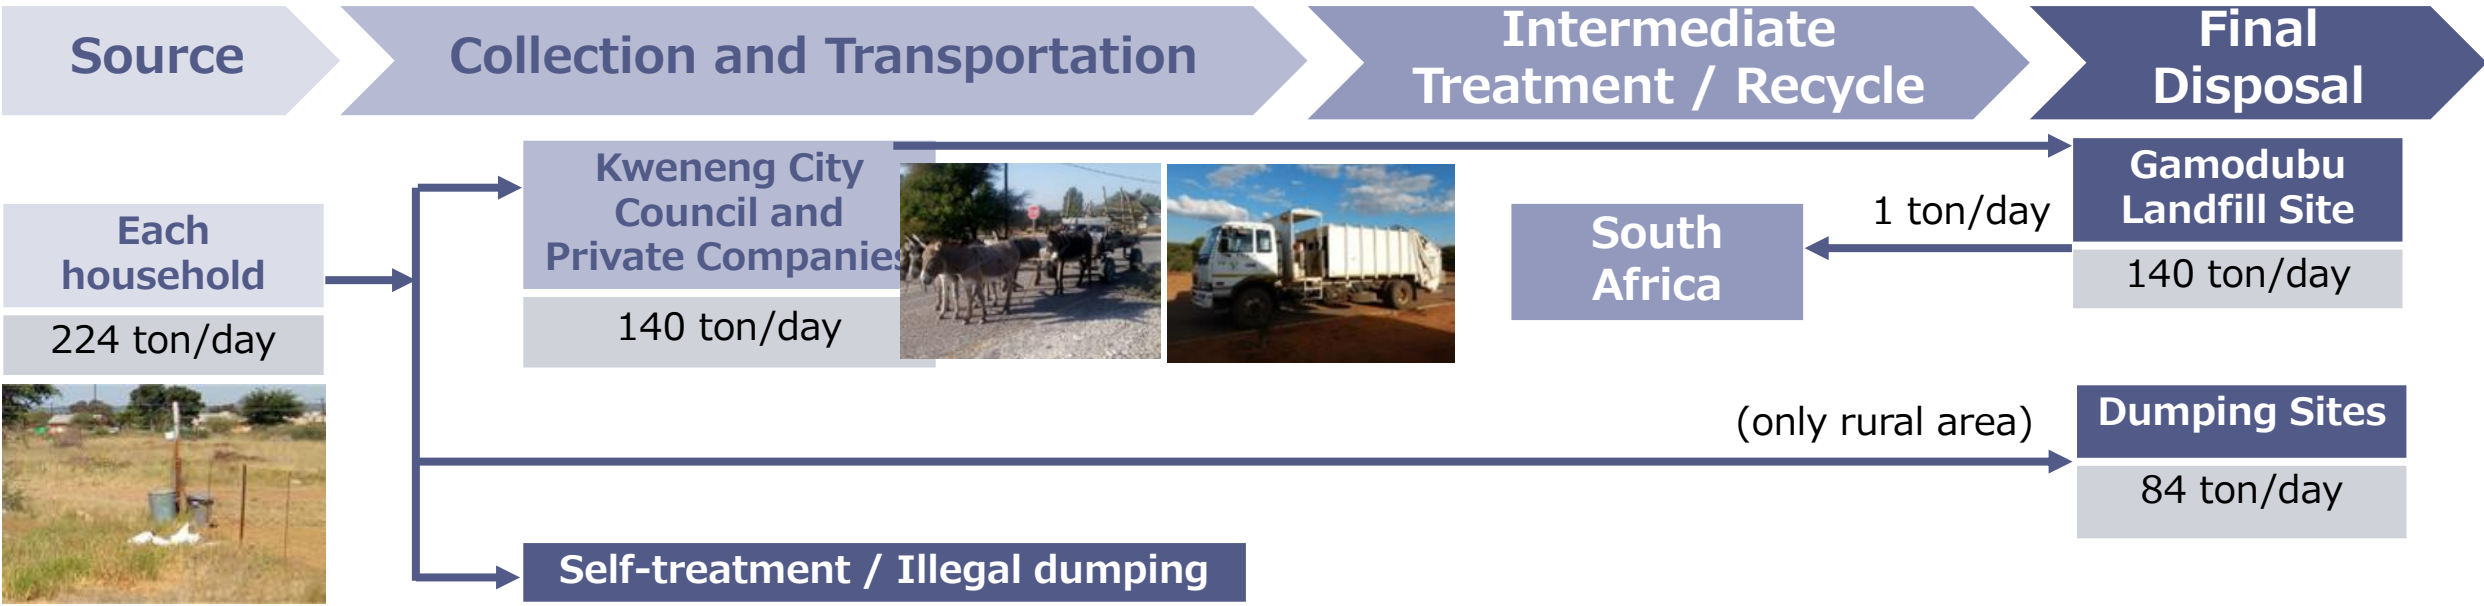 Source
Collection and Transportation
Intermediate
Treatment / Recycle
Final
Disposal
Each
household
224 ton/day
Kweneng City
Council and
Private Companies
140 ton/day
South
Africa
1 ton/day
Gamodubu
Landfill Site
140 ton/day
(only rural area)
Dumping Sites
84 ton/day
Self-treatment / Illegal dumping